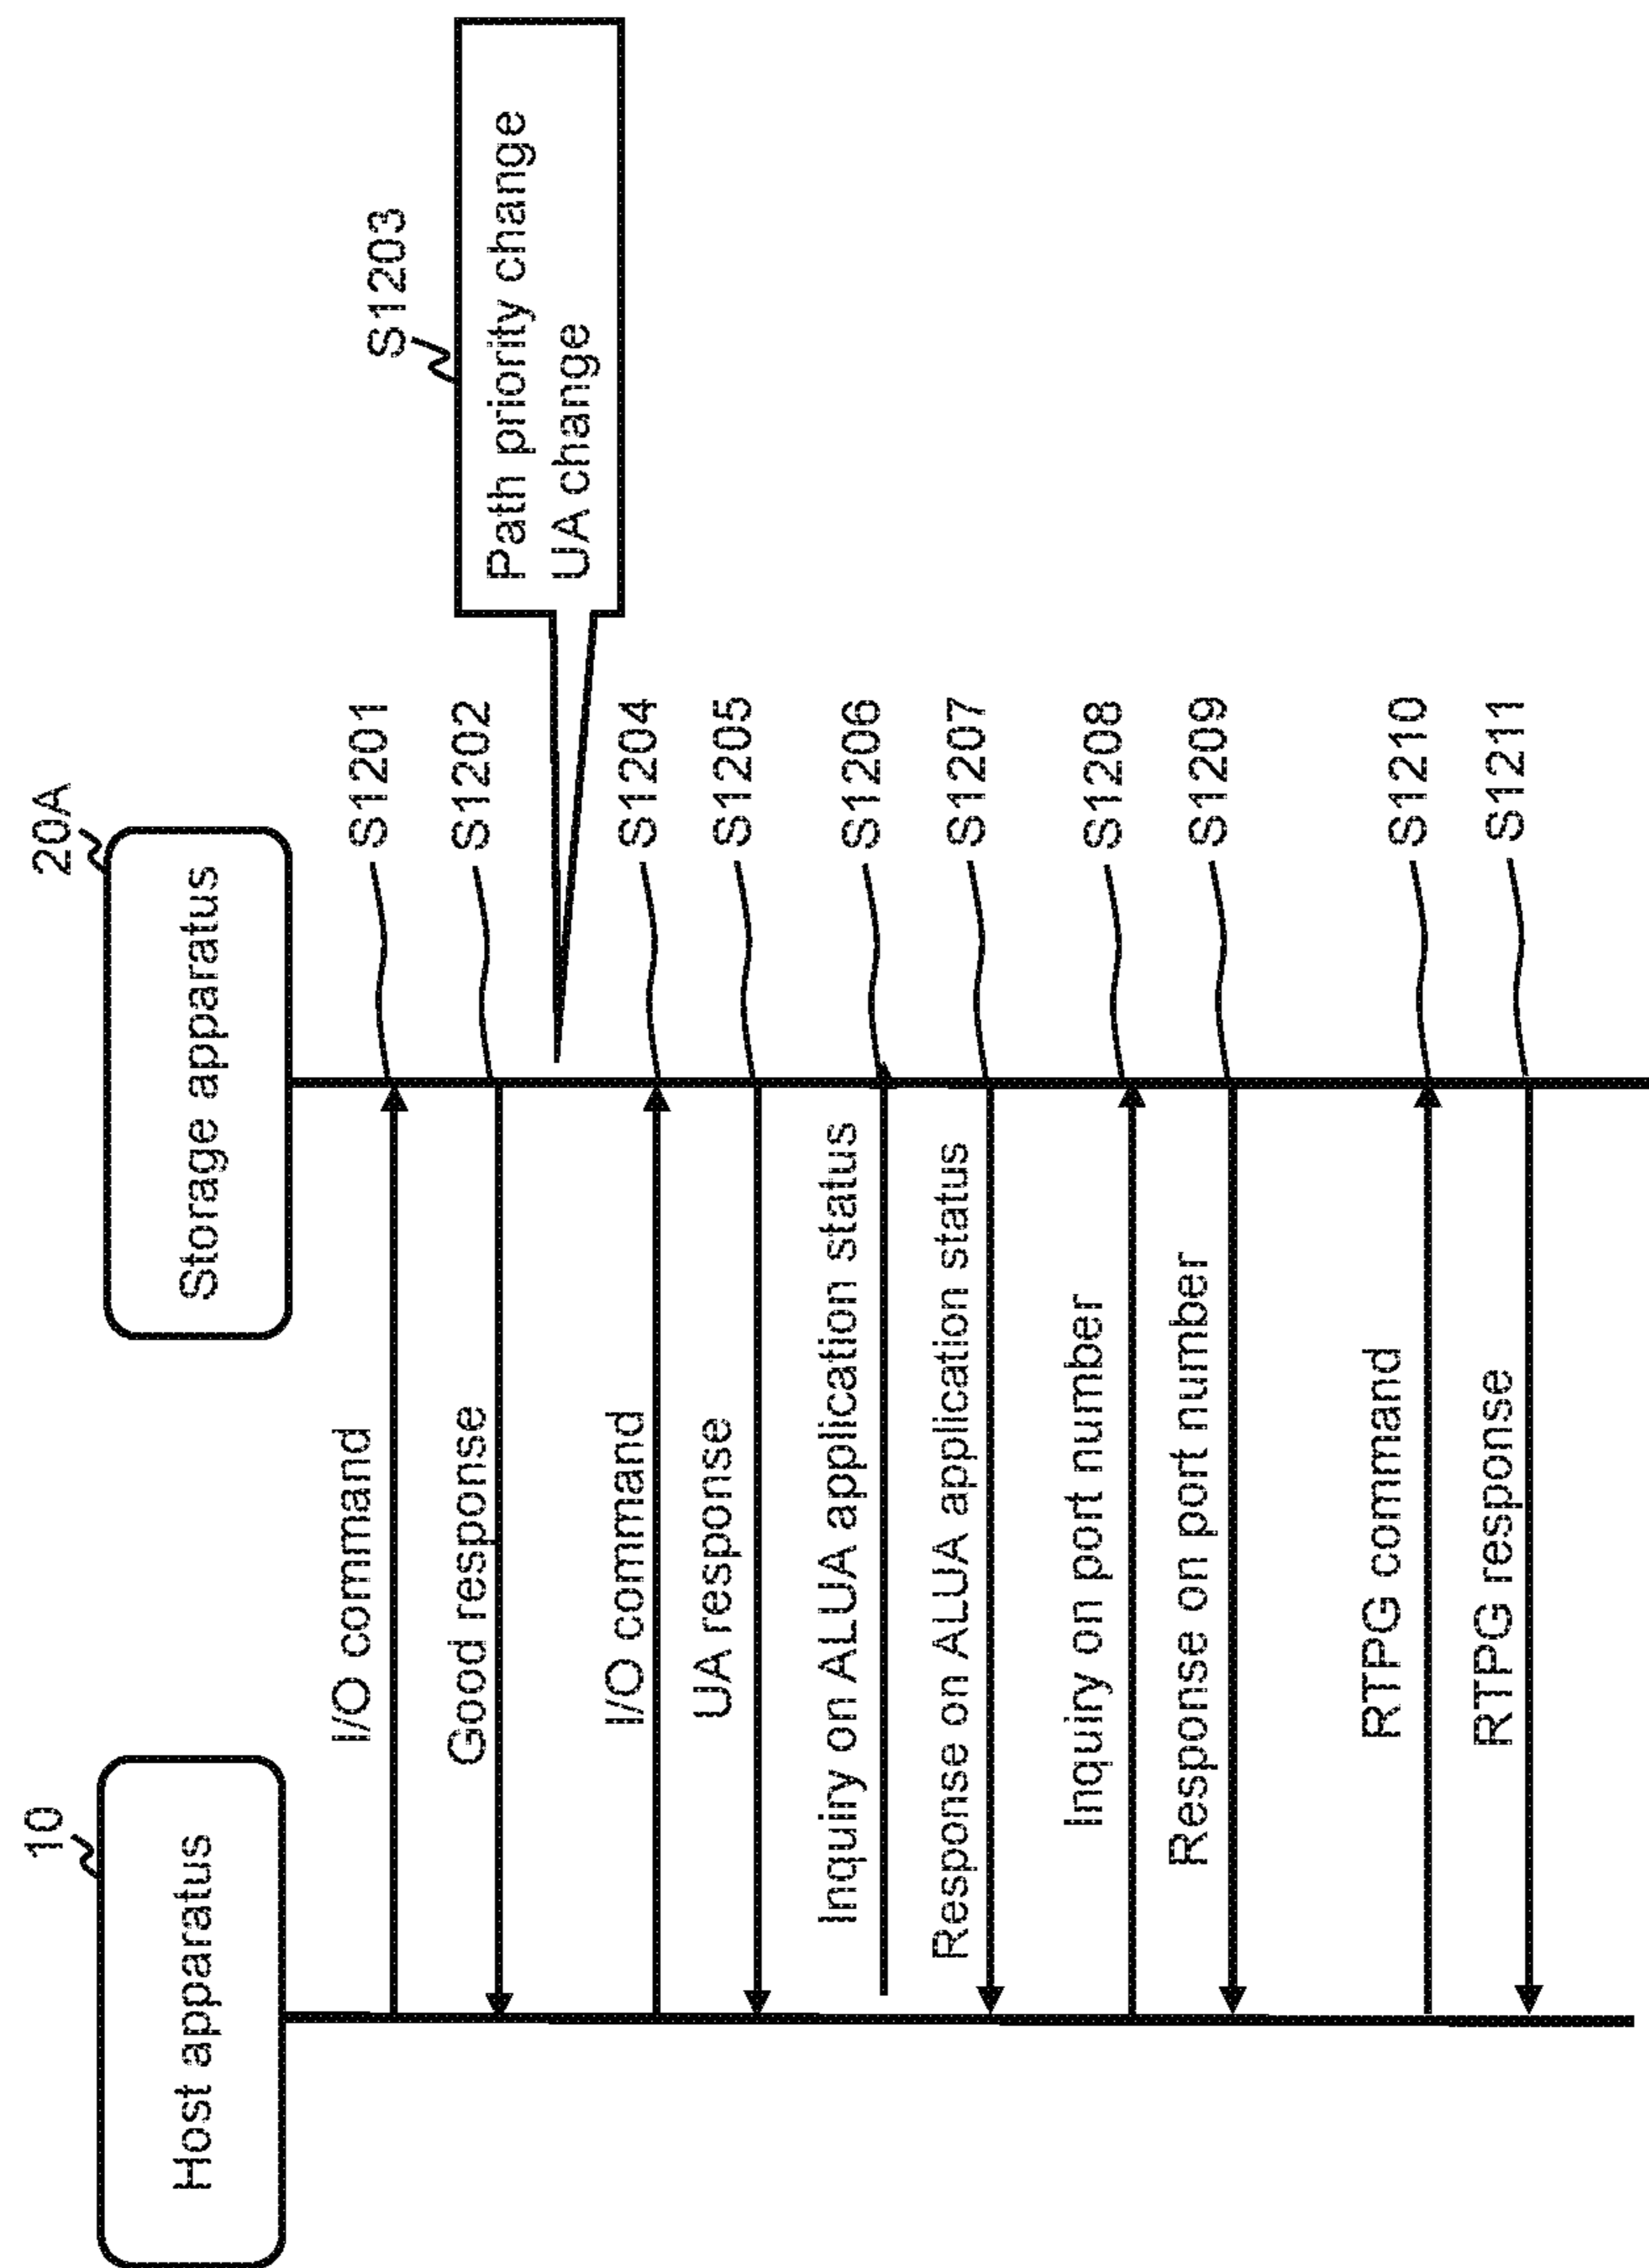 10
Host apparatus
20A
Storage apparatus
I/O command
S1201
Good response
S1202
S1203
Path priority change
UA change
I/O command
S1204
UA response
S1205
Inquiry on ALUA application status
S1206
Response on ALUA application status
S1207
Inquiry on port number
S1208
Response on port number
S1209
RTPG command
S1210
RTPG response
S1211